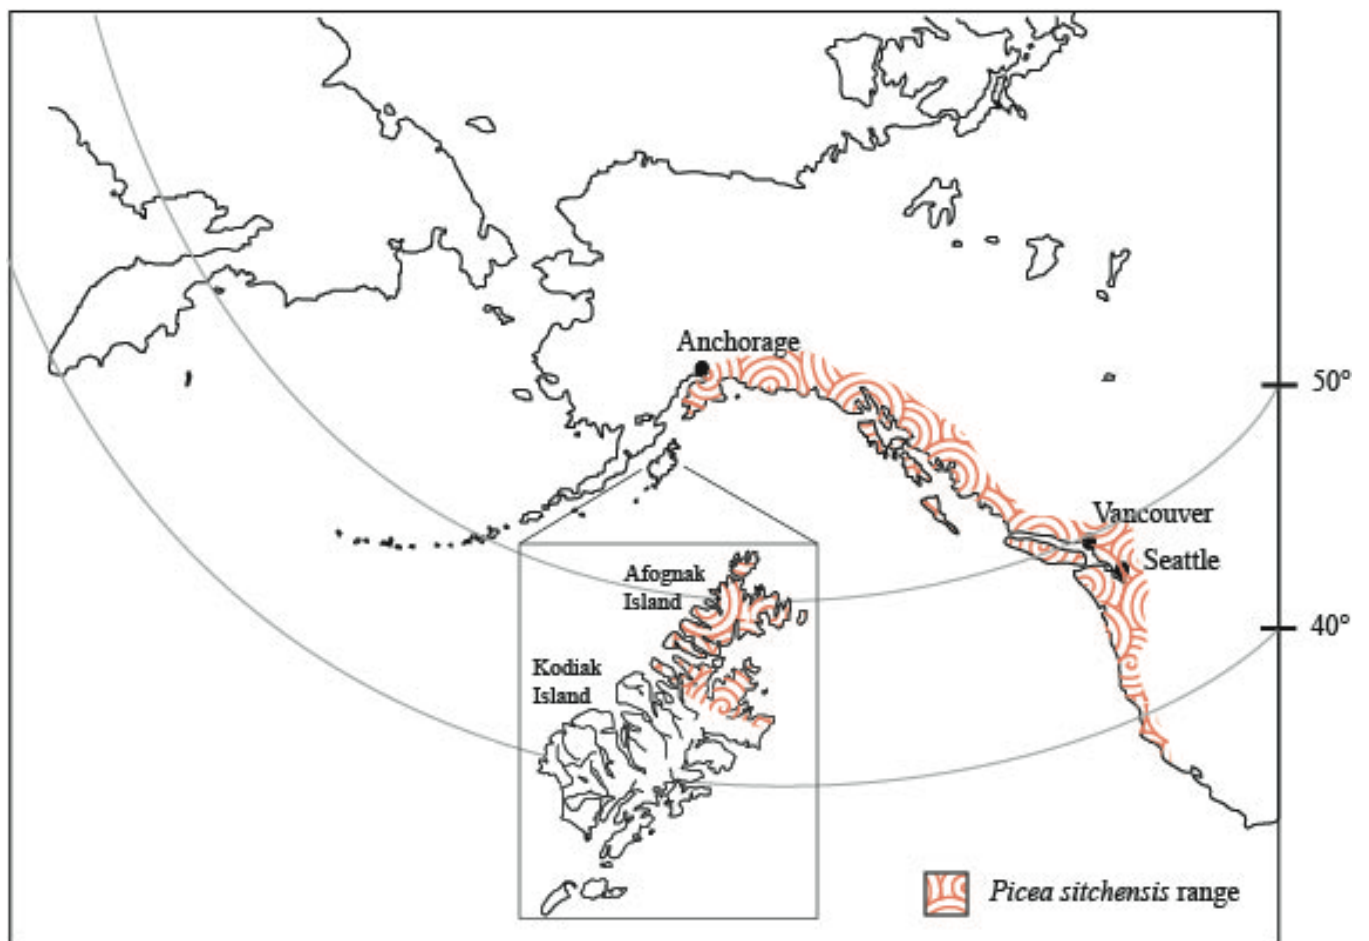 Anchorage
50°
Vancouver
Seattle
Afognak
Island
40°
Kodiak
Island
Picea sitchensis range